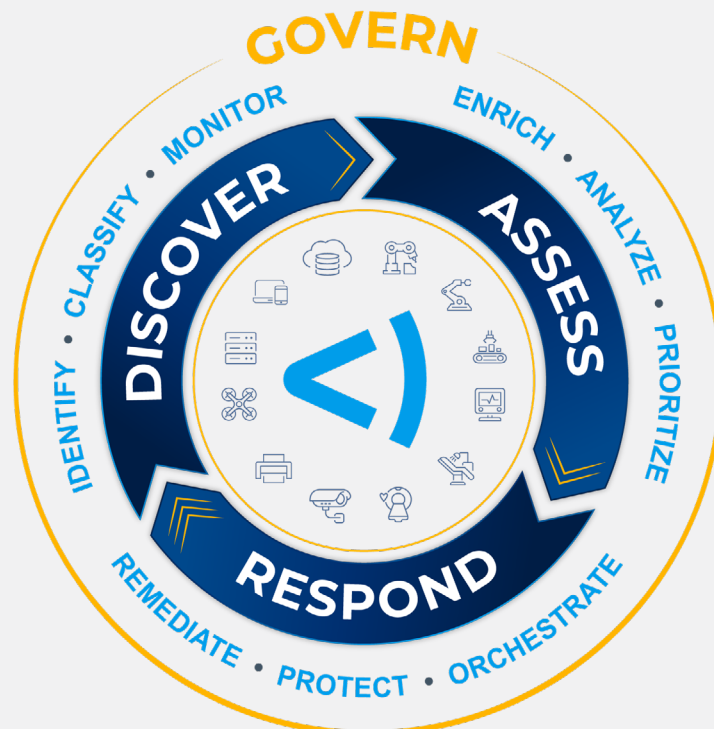 GOVERN
IDENTIFY • CLASSIFY • MONITOR
DISCOVER
ENRICH • ANALYZE • PRIORITIZE
ASSESS
RESPOND
REMEDIATE • PROTECT • ORCHESTRATE